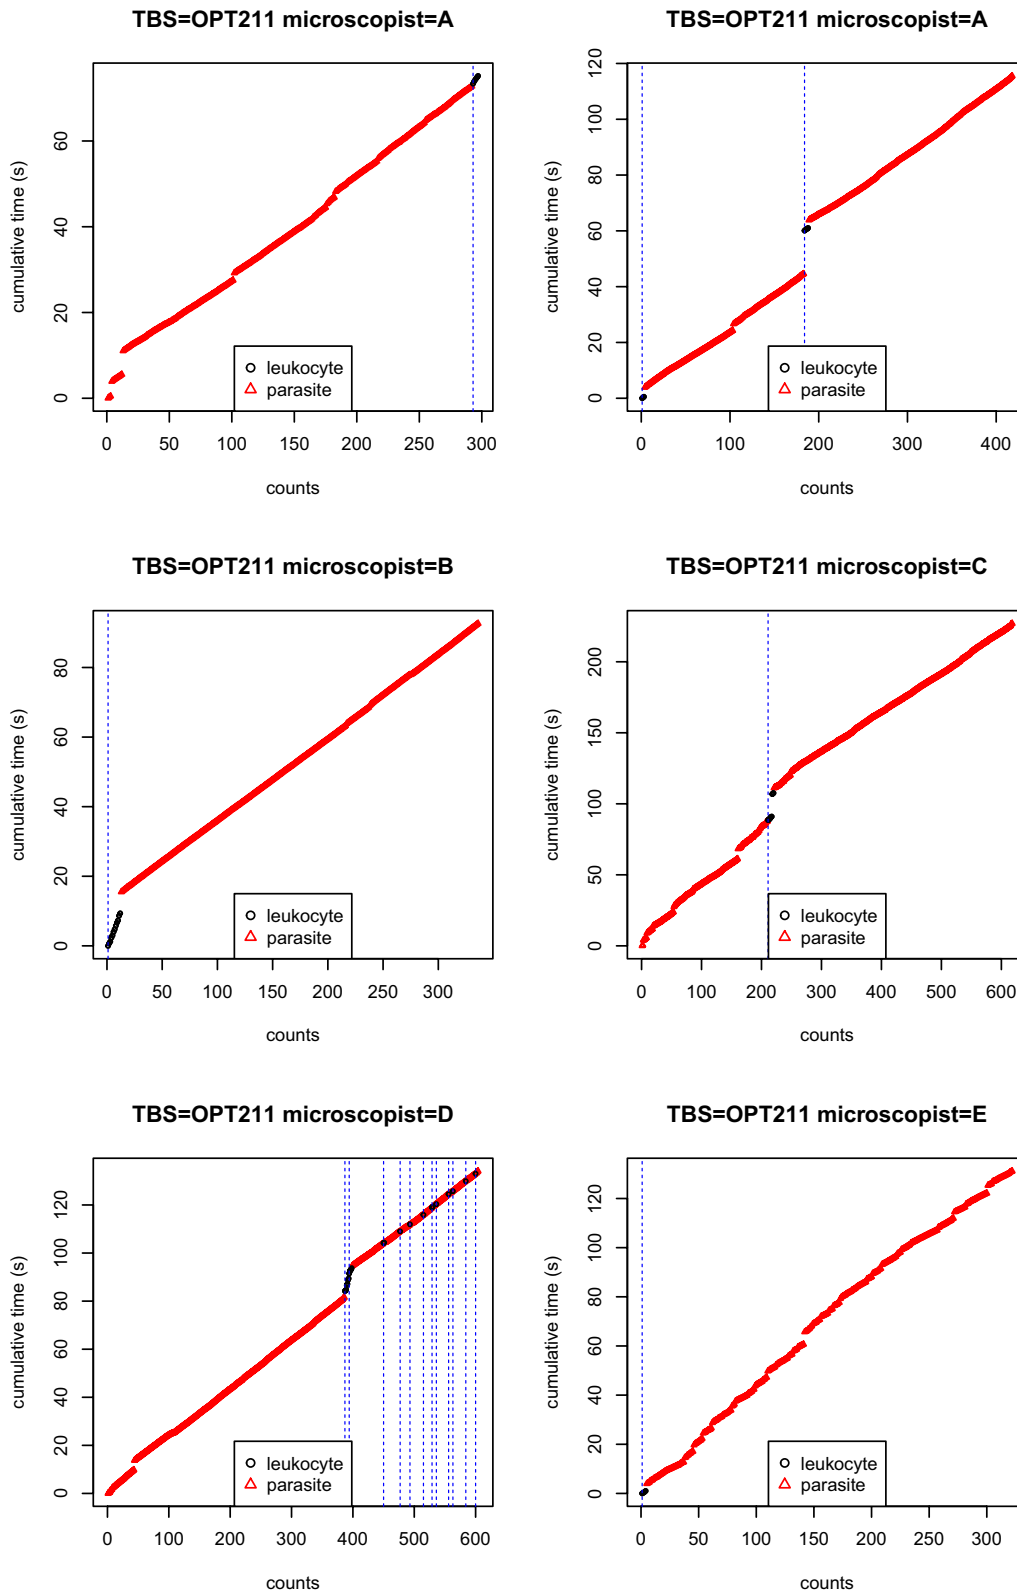 TBS=OPT211 microscopist=A
cumulative time (s)
0 20 40 60
0 50 100 150 200 250 300
counts
leukocyte
parasite
TBS=OPT211 microscopist=A
cumulative time (s)
0 20 40 60 80 100 120
0 100 200 300 400
counts
leukocyte
parasite
TBS=OPT211 microscopist=B
cumulative time (s)
0 20 40 60 80
0 50 100 150 200 250 300
counts
leukocyte
parasite
TBS=OPT211 microscopist=C
cumulative time (s)
0 50 100 150 200
0 100 200 300 400 500 600
counts
leukocyte
parasite
TBS=OPT211 microscopist=D
cumulative time (s)
0 20 40 60 80 100 120
0 100 200 300 400 500 600
counts
leukocyte
parasite
TBS=OPT211 microscopist=E
cumulative time (s)
0 20 40 60 80 100 120
0 50 100 150 200 250 300
counts
leukocyte
parasite